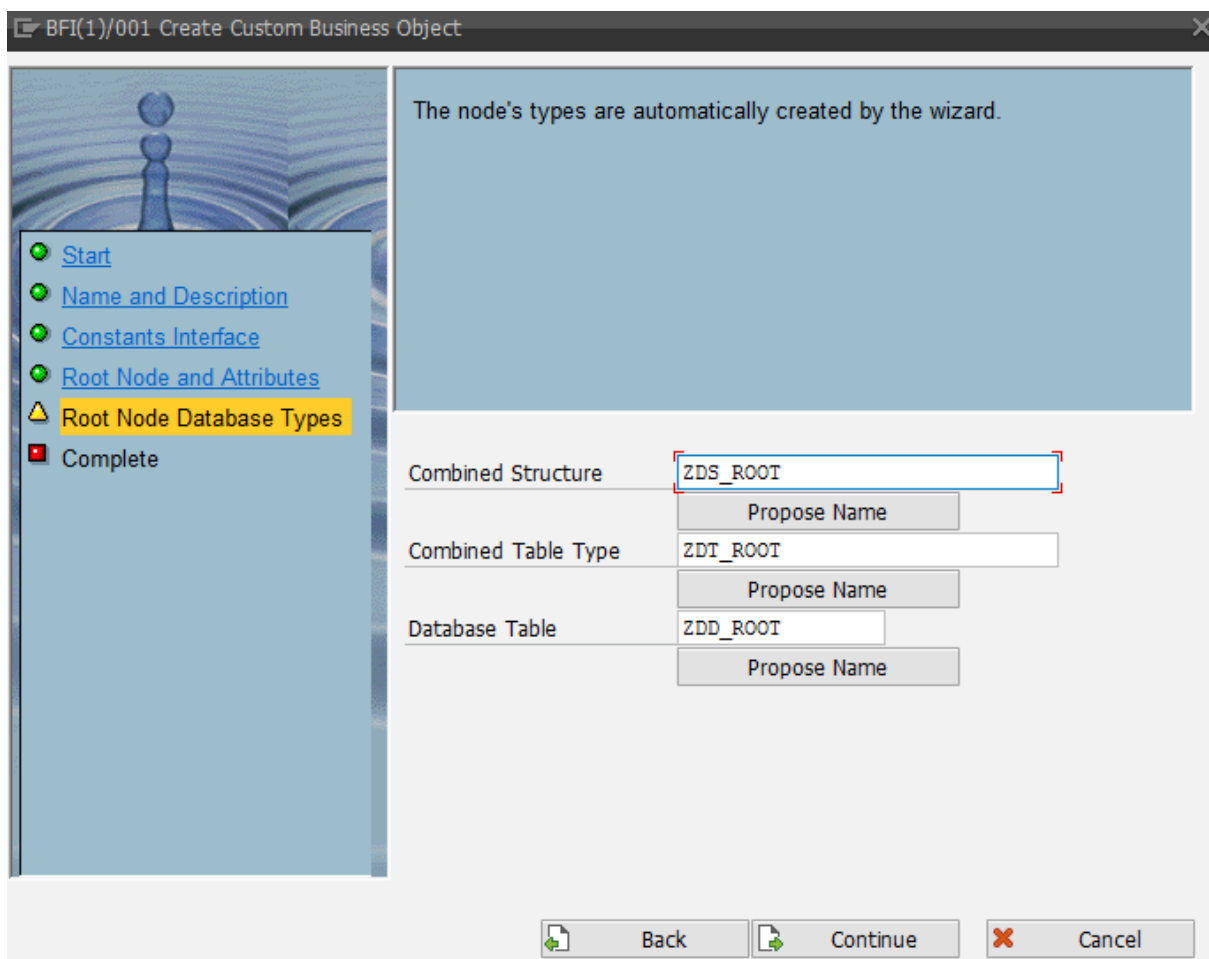 BFI(1)/001 Create Custom Business Object
The node's types are automatically created by the wizard.
Start
Name and Description
Constants Interface
Root Node and Attributes
Root Node Database Types
Complete
Combined Structure ZDS_ROOT
Propose Name
Combined Table Type ZDT_ROOT
Propose Name
Database Table ZDD_ROOT
Propose Name
Back Continue Cancel